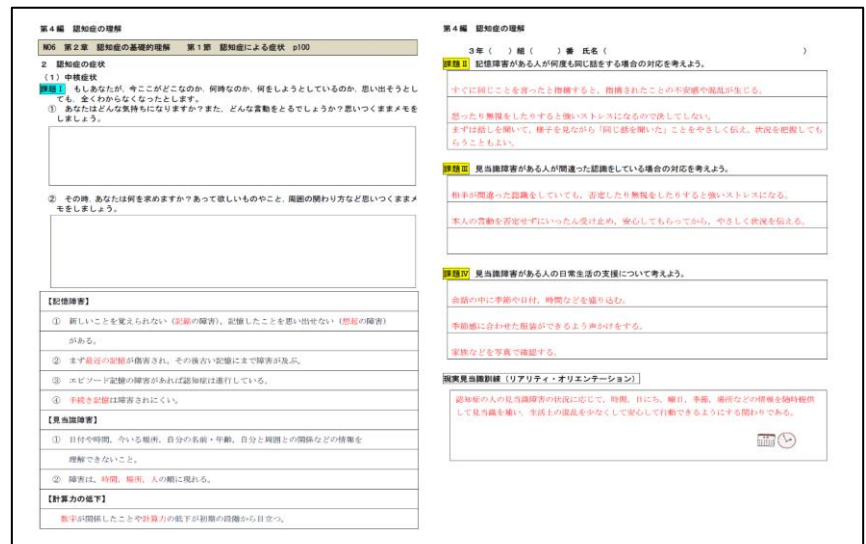 第4編 認知症の理解
N06 第2章 認知症の基礎的理解 第1節 認知症による症状 p100
2 認知症の症状
(1)中核症状
課題Ⅰ もしあなたが、今ここがどこなのか、何時なのか、何をしようとしているのか、思い出そうとし
ても、全くわからなくなったとします。
① あなたはどんな気持ちになりますか?また、どんな言動をとるでしょうか?思いつくままメモを
しましょう。
② その時、あなたは何を求めますか?あって欲しいものやこと、周囲の関わり方など思いつくままメ
モをしましょう。
【記憶障害】
① 新しいことを覚えられない(記銘の障害)、記憶したことを思い出せない(想起の障害)
がある。
② まず最近の記憶が傷害され、その後古い記憶にまで障害が及ぶ。
③ エピソード記憶の障害があれば認知症は進行している。
④ 手続き記憶は障害されにくい。
【見当識障害】
① 日付や時間、今いる場所、自分の名前・年齢、自分と周囲との関係などの情報を
理解できないこと。
② 障害は、時間、場所、人の順に現れる。
【計算力の低下】
数字が関係したことや計算力の低下が初期の段階から目立つ。
第4編 認知症の理解
3年( )組( )番 氏名( )
課題Ⅱ 記憶障害がある人が何度も同じ話をする場合の対応を考えよう。
すぐに同じことを言ったと指摘すると、指摘されたことの不安感や混乱が生じる。
怒ったり無視をしたりすると強いストレスになるので決してしない。
まずは話しを聞いて、様子を見ながら「同じ話を聞いた」ことをやさしく伝え、状況を把握しても
らうこともよい。
課題Ⅲ 見当識障害がある人が間違った認識をしている場合の対応を考えよう。
相手が間違った認識をしていても、否定したり無視をしたりすると強いストレスになる。
本人の言動を否定せずにいったん受け止め、安心してもらってから、やさしく状況を伝える。
課題Ⅳ 見当識障害がある人の日常生活の支援について考えよう。
会話の中に季節や日付、時間などを盛り込む。
季節感に合わせた服装ができるよう声かけをする。
家族などを写真で確認する。
現実見当識訓練(リアリティ・オリエンテーション)
認知症の人の見当識障害の状況に応じて、時間、日にち、曜日、季節、場所などの情報を随時提供
して見当識を補い、生活上の混乱を少なくして安心して行動できるようにする関わりである。